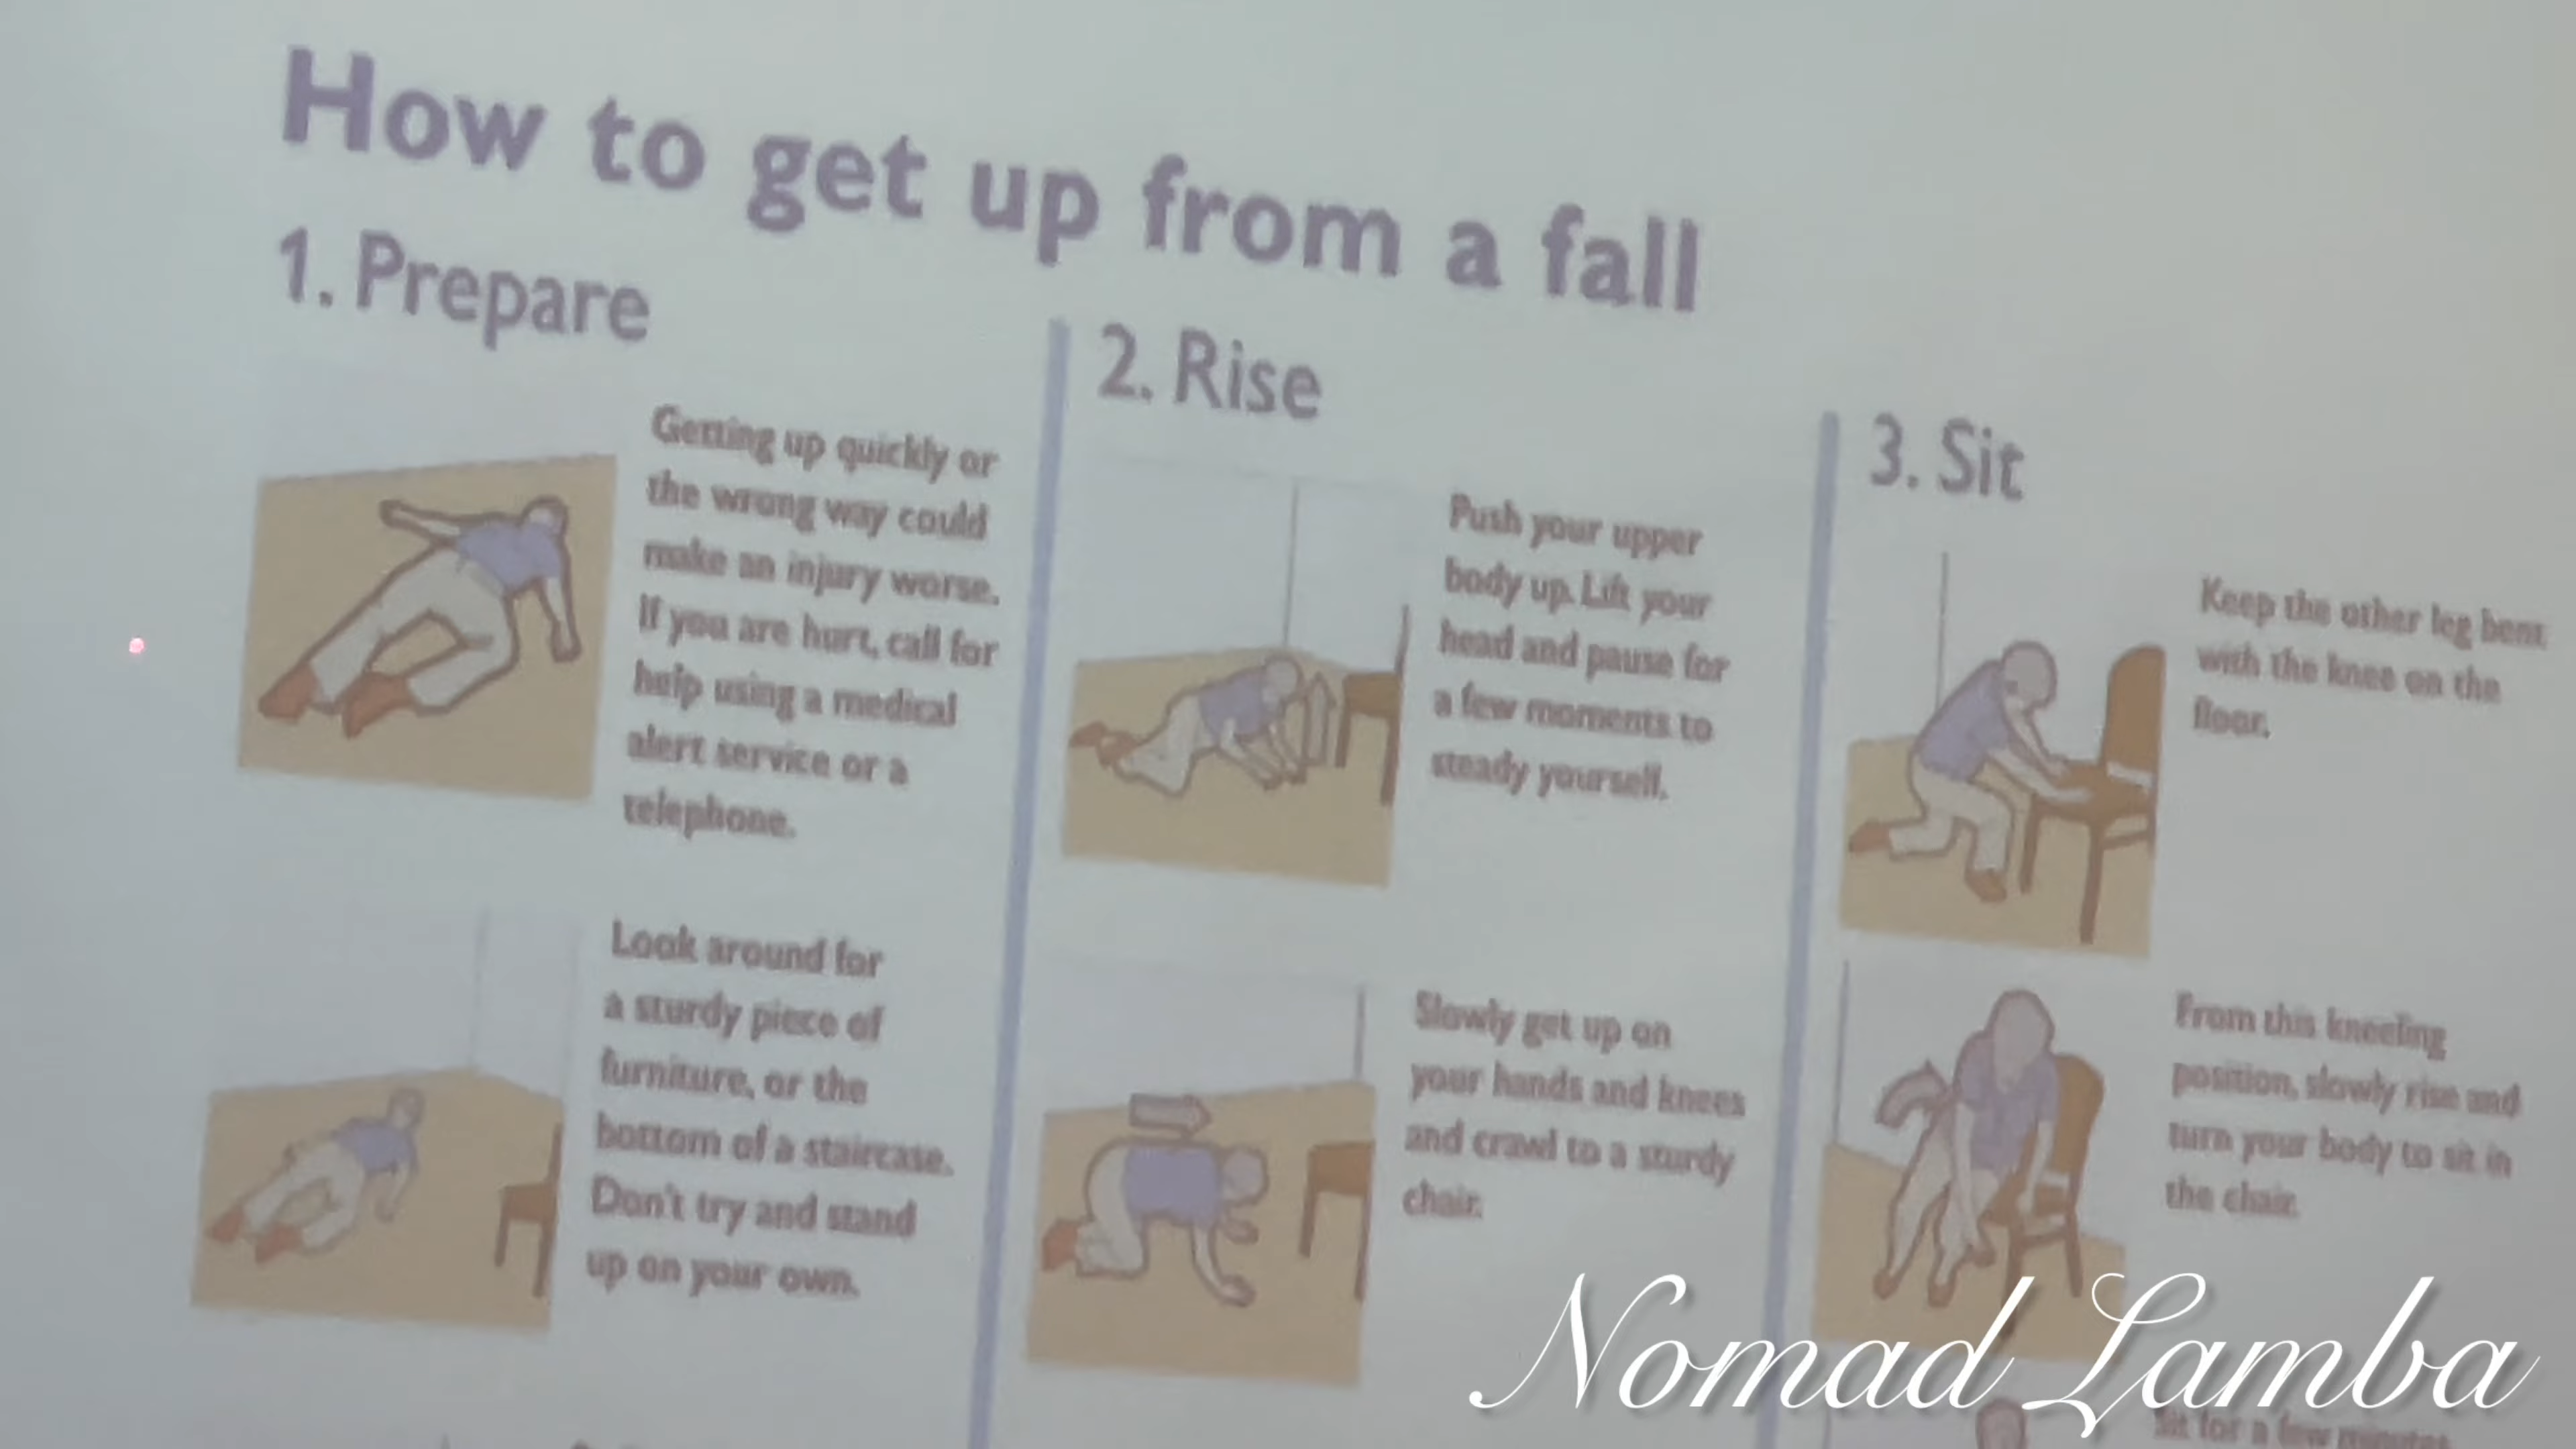 How to get up from a fall
1. Prepare
Getting up quickly or
the wrong way could
make an injury worse.
If you are hurt, call for
help using a medical
alert service or a
telephone.
Look around for
a sturdy piece of
furniture, or the
bottom of a staircase.
Don't try and stand
up on your own.
2. Rise
Push your upper
body up. Lift your
head and pause for
a few moments to
steady yourself.
Slowly get up on
your hands and knees
and crawl to a sturdy
chair.
3. Sit
Keep the other leg bent
with the knee on the
floor.
From this kneeling
position, slowly rise and
turn your body to sit in
the chair.
Sit for a few minutes
Nomad Lamba